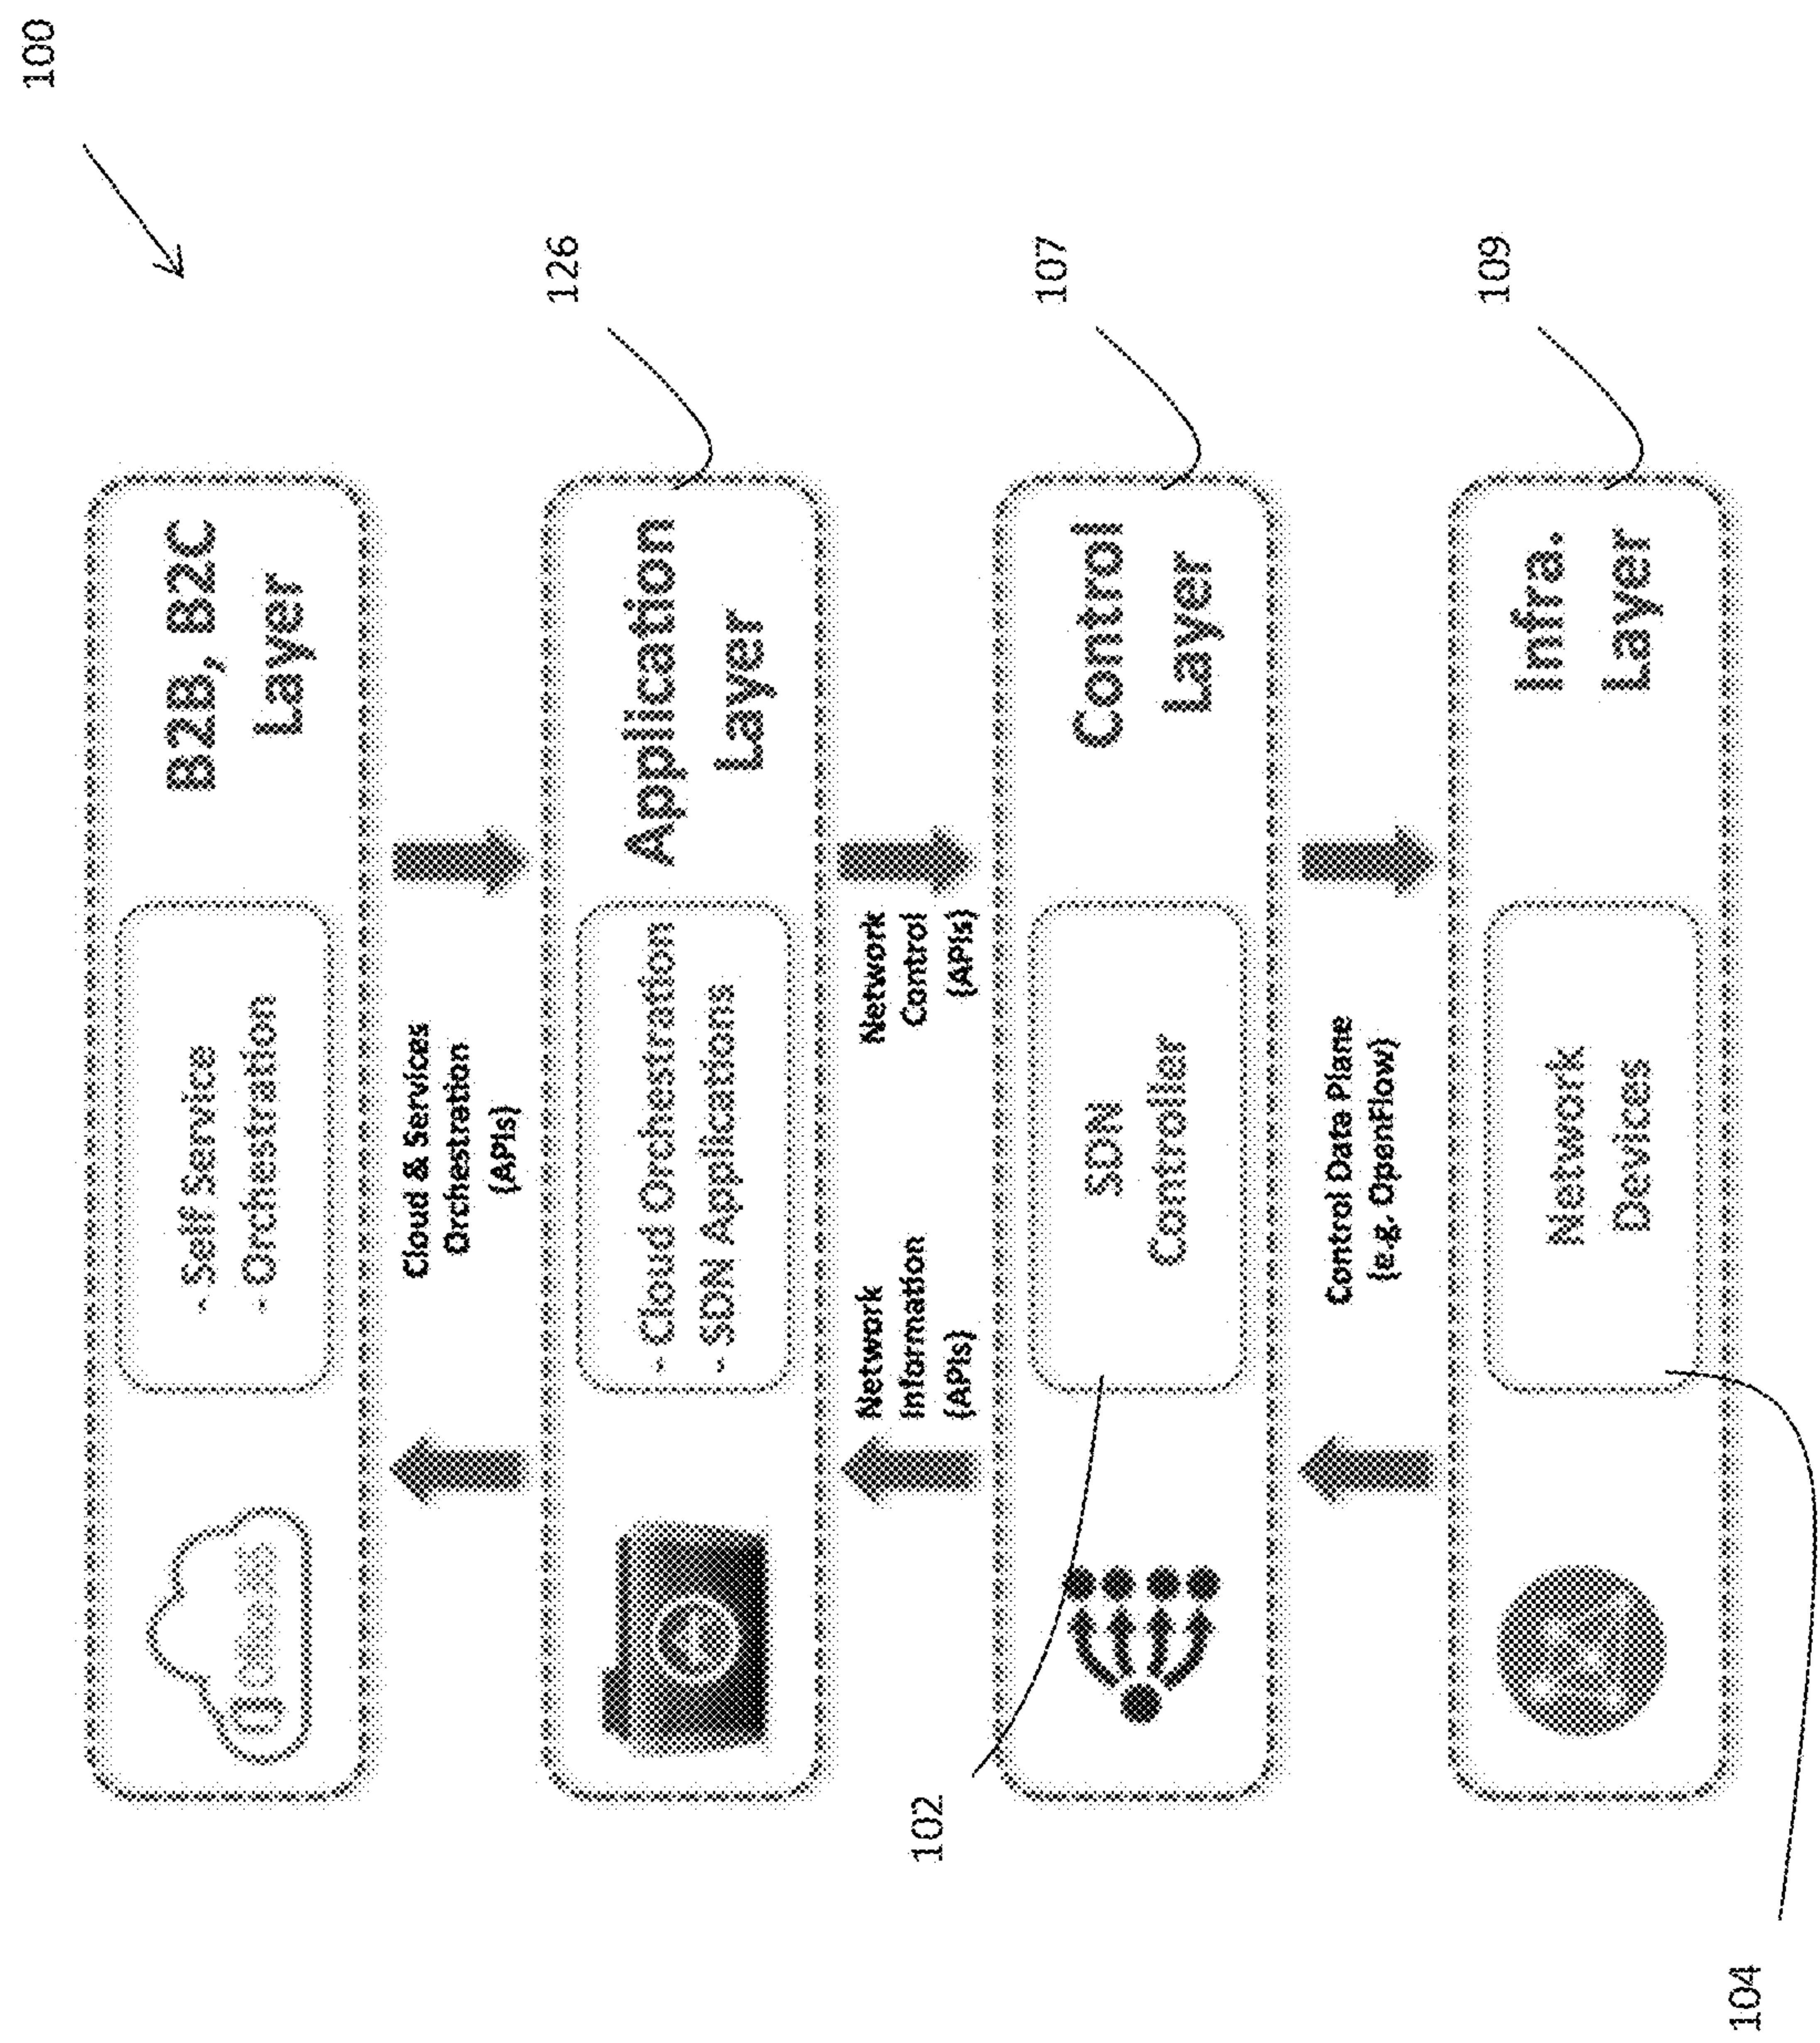 100
- Self Service
- Orchestration
B2B, B2C
Layer
Cloud & Services
Orchestration
(APIs)
126
- Cloud Orchestration
- SDN Applications
Application
Layer
Network
Information
(APIs)
Network
Control
(APIs)
102
107
SDN
Controller
Control
Layer
Control Data Plane
(e.g. OpenFlow)
109
Network
Devices
Infra.
Layer
104